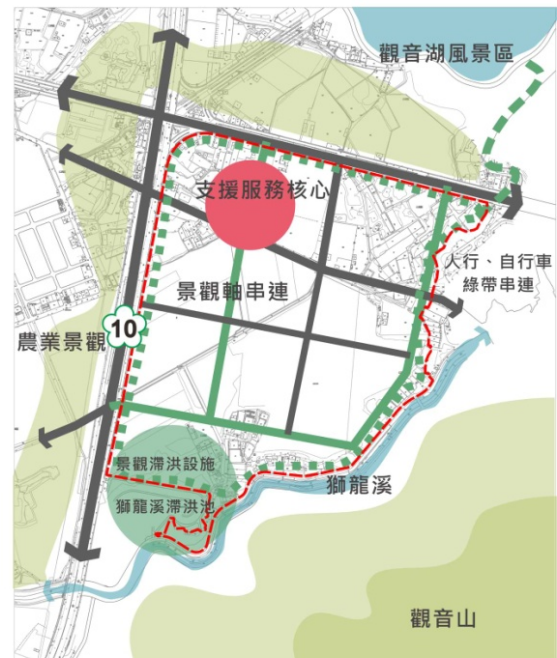 觀音湖風景區
支援服務核心
人行、自行車
綠帶串連
景觀軸串連
10
農業景觀
景觀滯洪設施
獅龍溪
獅龍溪滯洪池
觀音山